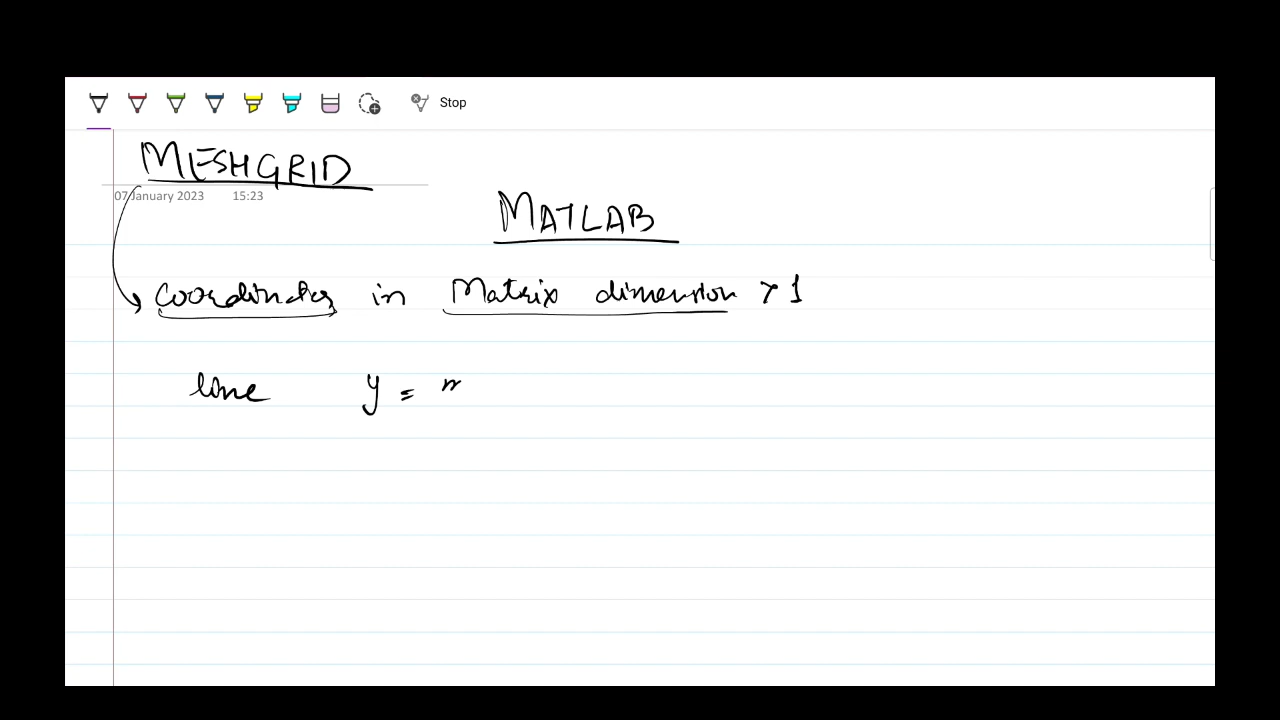 Stop
MESHGRID
07 January 2023 15:23
MATLAB
coordinates in Matrix dimension > 1
line y = m